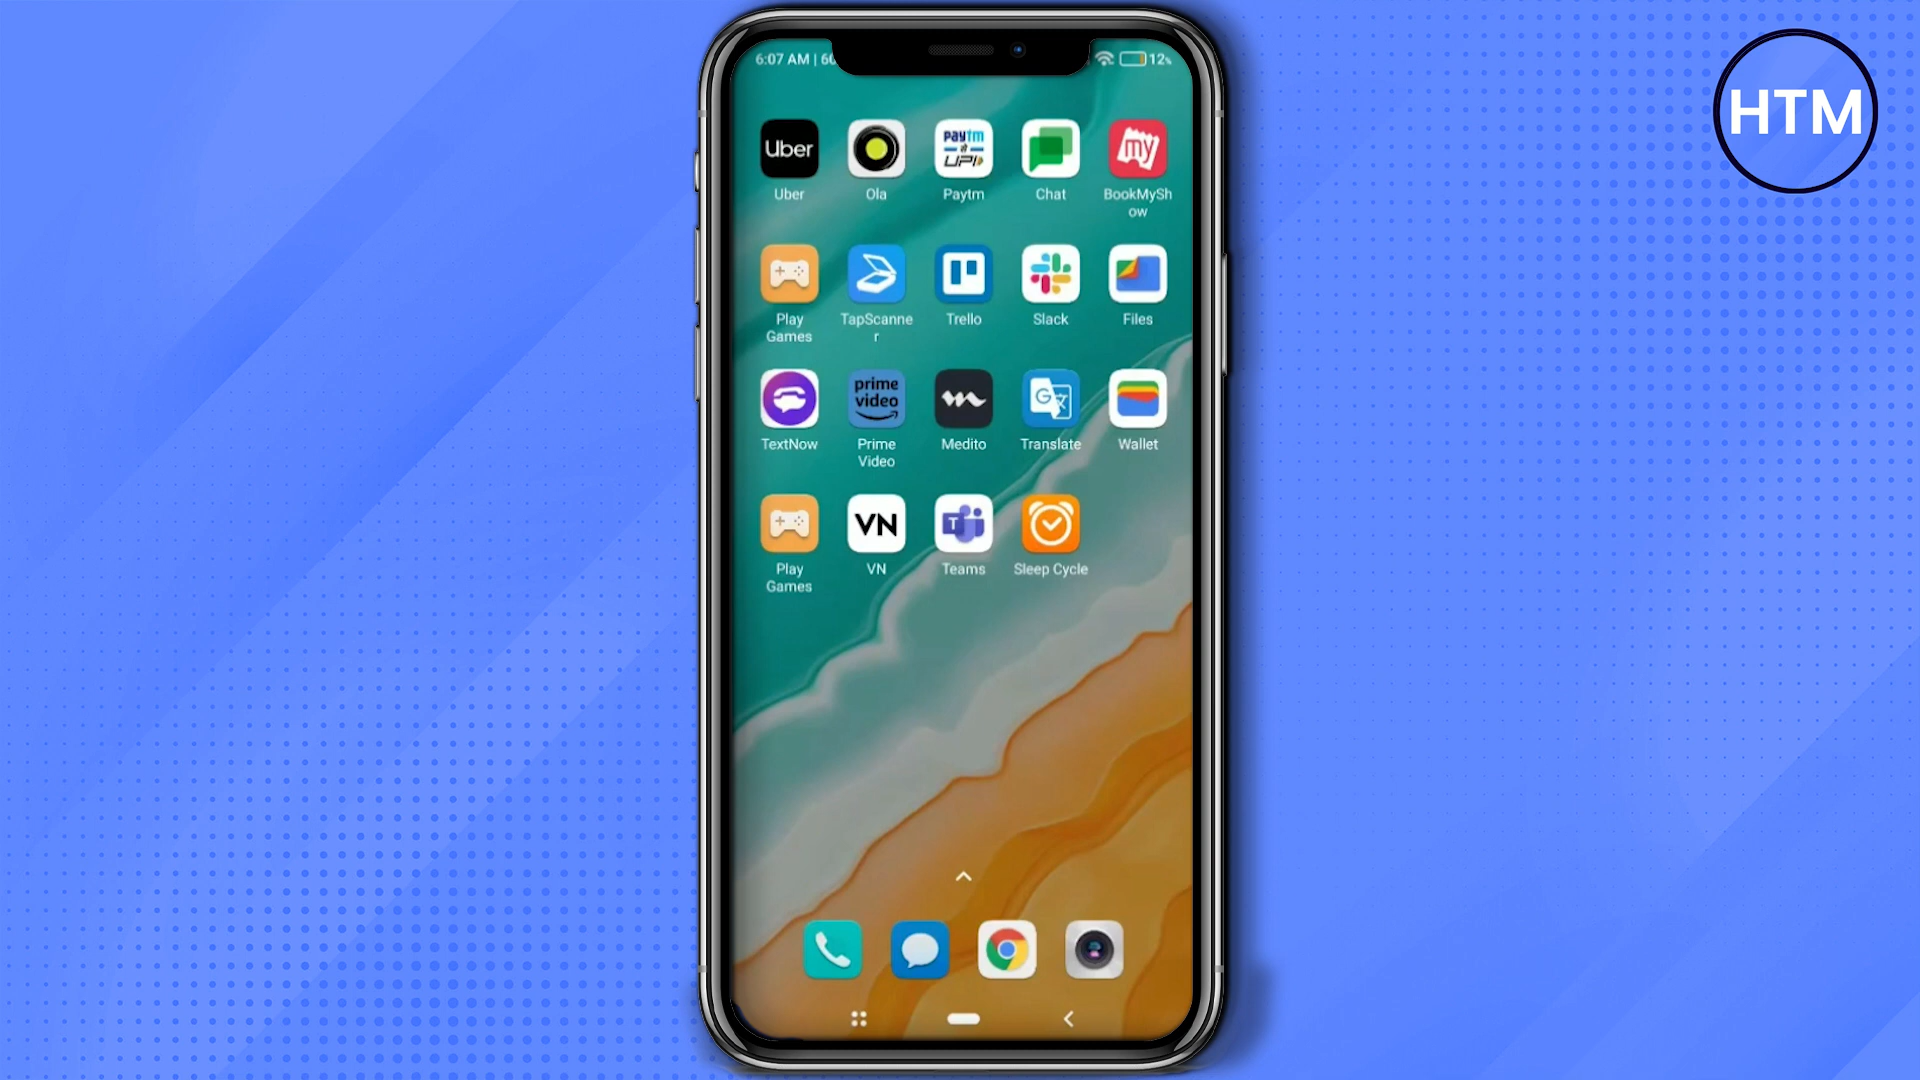 HTM
6:07 AM | 60
12%
Uber
paytm
UPI
my
Uber
Ola
Paytm
Chat
BookMySh
ow
Play
Games
TapScanne
r
Trello
Slack
Files
prime
video
G
TextNow
Prime
Video
Medito
Translate
Wallet
VN
T
Play
Games
VN
Teams
Sleep Cycle